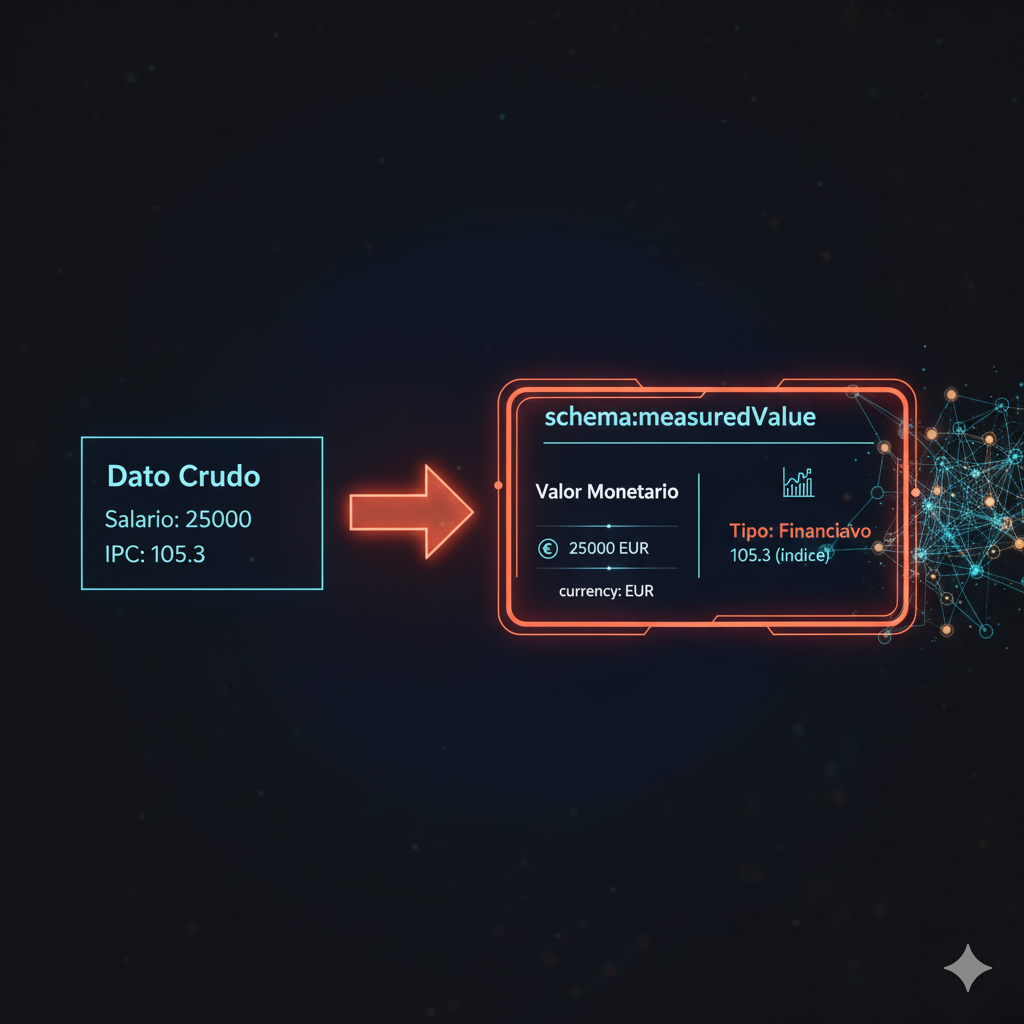 Dato Crudo
Salario: 25000
IPC: 105.3
schema:measuredValue
Valor Monetario
€ 25000 EUR
currency: EUR
Tipo: Financiavo
105.3 (índice)